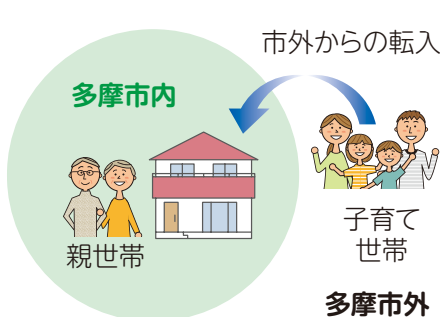 市外からの転入
多摩市内
親世帯
子育て
世帯
多摩市外